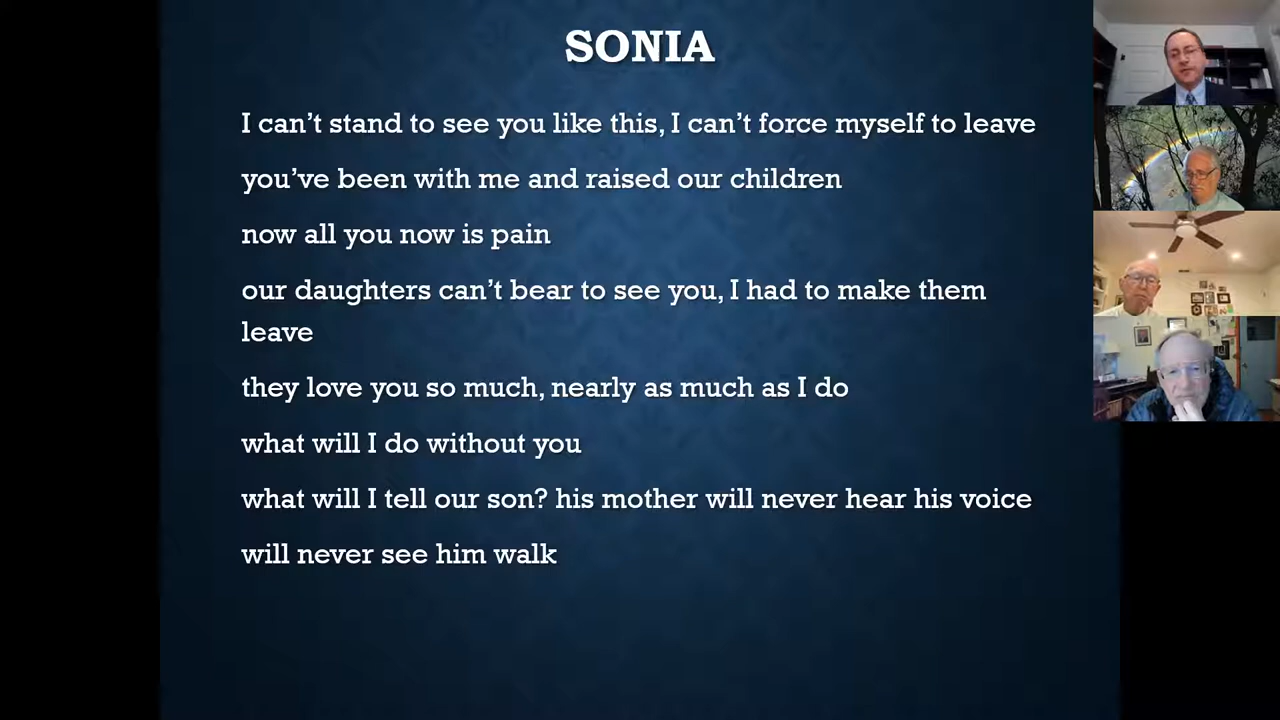 SONIA
I can’t stand to see you like this, I can’t force myself to leave
you’ve been with me and raised our children
now all you now is pain
our daughters can’t bear to see you, I had to make them
leave
they love you so much, nearly as much as I do
what will I do without you
what will I tell our son? his mother will never hear his voice
will never see him walk